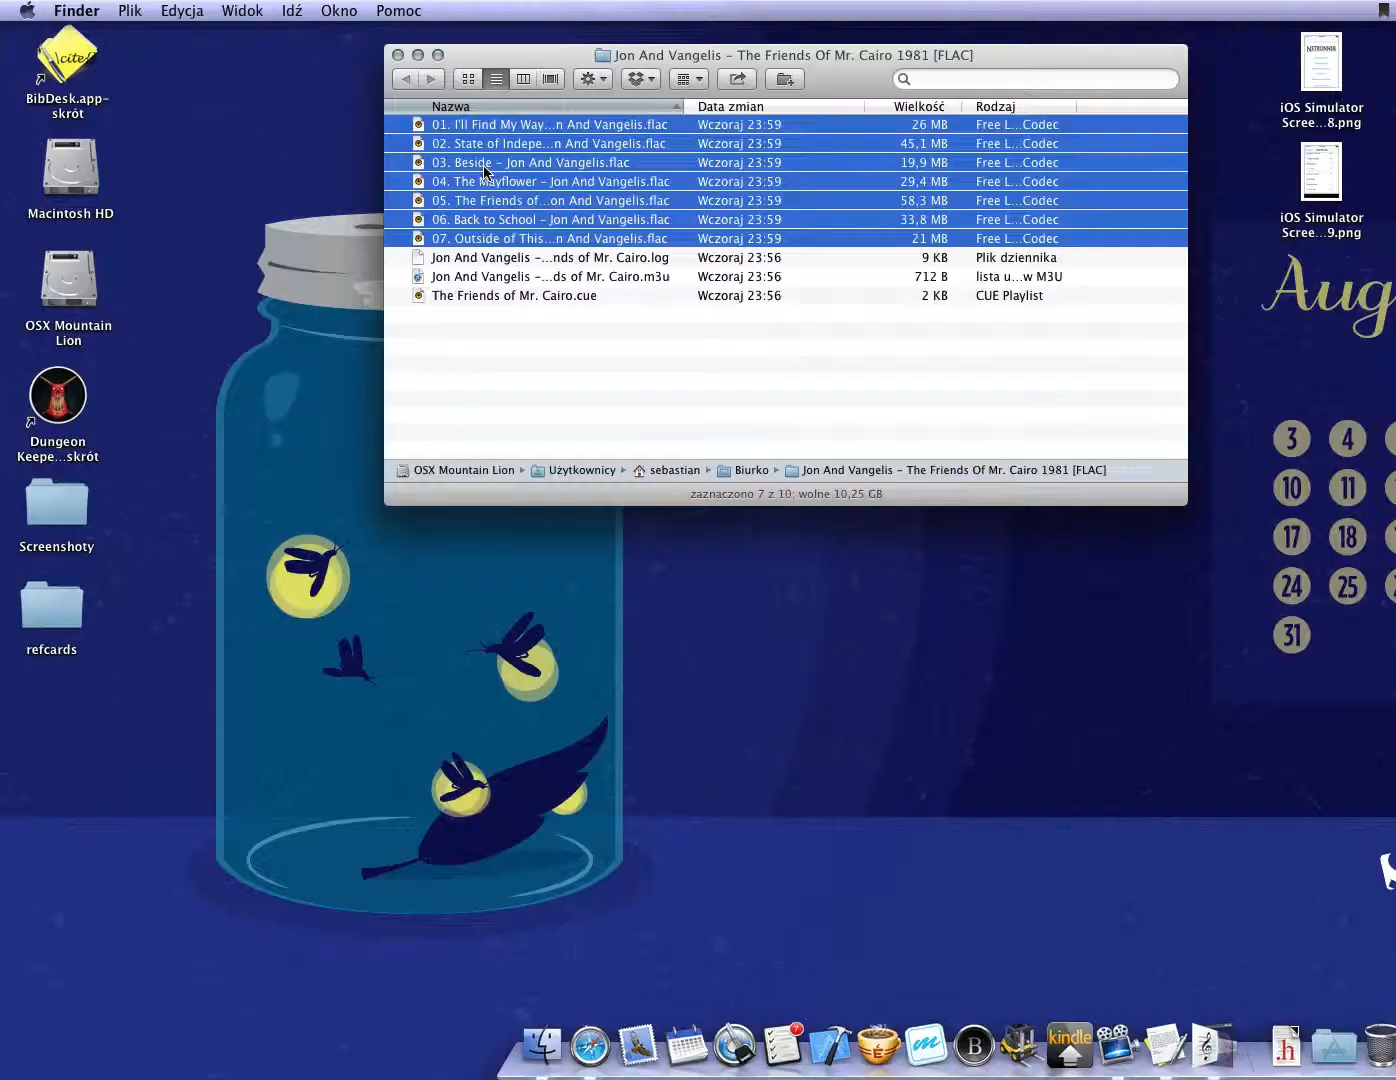 Finder Plik Edycja Widok Idź Okno Pomoc
BibDesk.app-
skrót
Macintosh HD
OSX Mountain
Lion
Dungeon
Keepe...skrót
Screenshoty
refcards
Jon And Vangelis – The Friends Of Mr. Cairo 1981 [FLAC]
Nazwa Data zmian Wielkość Rodzaj
01. I'll Find My Way...n And Vangelis.flac Wczoraj 23:59 26 MB Free L...Codec
02. State of Indepe...n And Vangelis.flac Wczoraj 23:59 45,1 MB Free L...Codec
03. Beside – Jon And Vangelis.flac Wczoraj 23:59 19,9 MB Free L...Codec
04. The Mayflower – Jon And Vangelis.flac Wczoraj 23:59 29,4 MB Free L...Codec
05. The Friends of...on And Vangelis.flac Wczoraj 23:59 58,3 MB Free L...Codec
06. Back to School – Jon And Vangelis.flac Wczoraj 23:59 33,8 MB Free L...Codec
07. Outside of This...n And Vangelis.flac Wczoraj 23:59 21 MB Free L...Codec
Jon And Vangelis –...nds of Mr. Cairo.log Wczoraj 23:56 9 KB Plik dziennika
Jon And Vangelis –...ds of Mr. Cairo.m3u Wczoraj 23:56 712 B lista u...w M3U
The Friends of Mr. Cairo.cue Wczoraj 23:56 2 KB CUE Playlist
OSX Mountain Lion Użytkownicy sebastian Biurko Jon And Vangelis – The Friends Of Mr. Cairo 1981 [FLAC]
zaznaczono 7 z 10; wolne 10,25 GB
NETRUNNER
iOS Simulator
Scree...8.png
iOS Simulator
Scree...9.png
Aug
3 4
10 11
17 18
24 25
31
7
kindle
B
.h